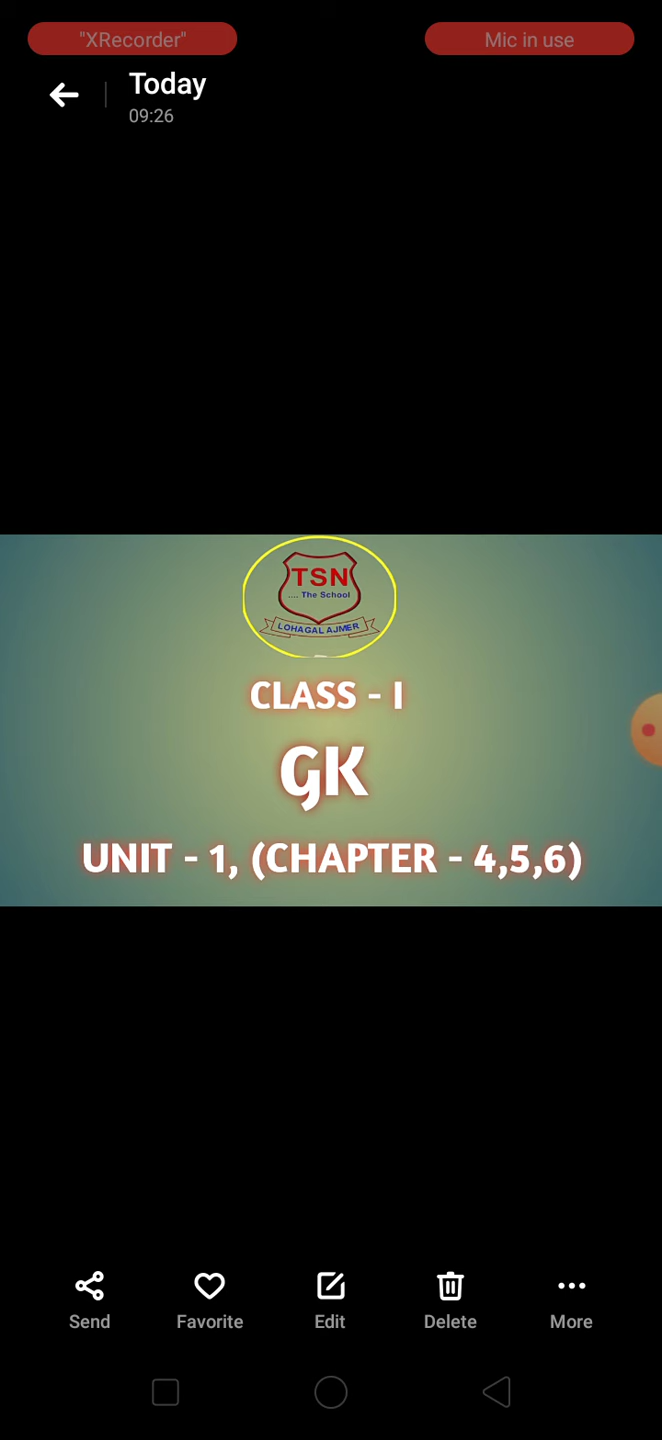 "XRecorder"
Mic in use
Today
09:26
TSN
.... The School
LOHAGAL AJMER
CLASS - I
GK
UNIT - 1, (CHAPTER - 4,5,6)
Send
Favorite
Edit
Delete
More